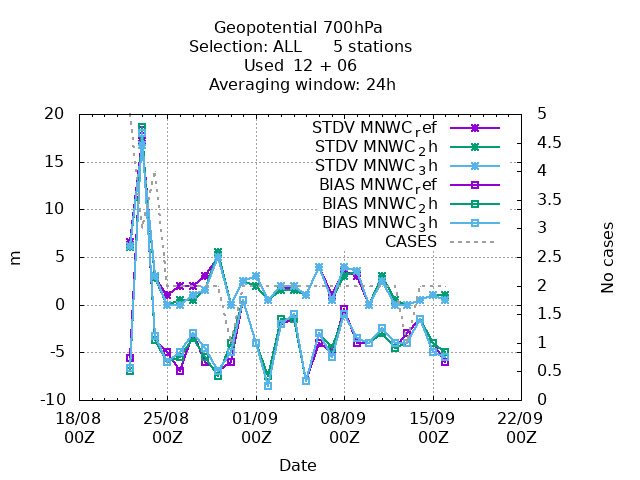 Geopotential 700hPa
Selection: ALL 5 stations
Used 12 + 06
Averaging window: 24h
20
15
10
5
0
-5
-10
m
5
4.5
4
3.5
3
2.5
2
1.5
1
0.5
0
No cases
STDV MNWC_ref
STDV MNWC_2h
STDV MNWC_3h
BIAS MNWC_ref
BIAS MNWC_2h
BIAS MNWC_3h
CASES
18/08 25/08 01/09 08/09 15/09 22/09
00Z 00Z 00Z 00Z 00Z 00Z
Date